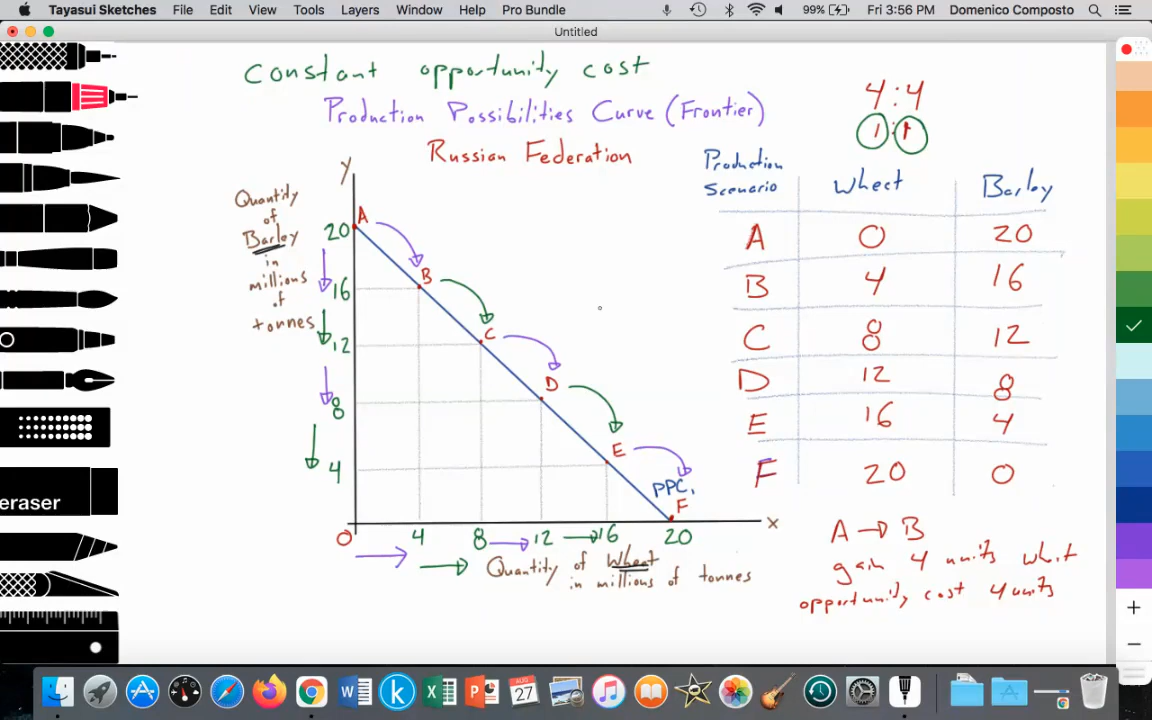 Tayasui Sketches File Edit View Tools Layers Window Help Pro Bundle 99% Fri 3:56 PM Domenico Composto
Untitled
constant opportunity cost
Production Possibilities Curve (Frontier)
Russian Federation
4:4
1:1
y
Quantity
of
Barley
in
millions
of
tonnes
20
16
12
8
4
0
A
B
C
D
E
F
PPC,
4 8 12 16 20
x
Quantity of Wheat
in millions of tonnes
Production
Scenario Wheat Barley
A 0 20
B 4 16
C 8 12
D 12 8
E 16 4
F 20 0
A → B
gain 4 units wheat
opportunity cost 4 units
eraser
AUG
27